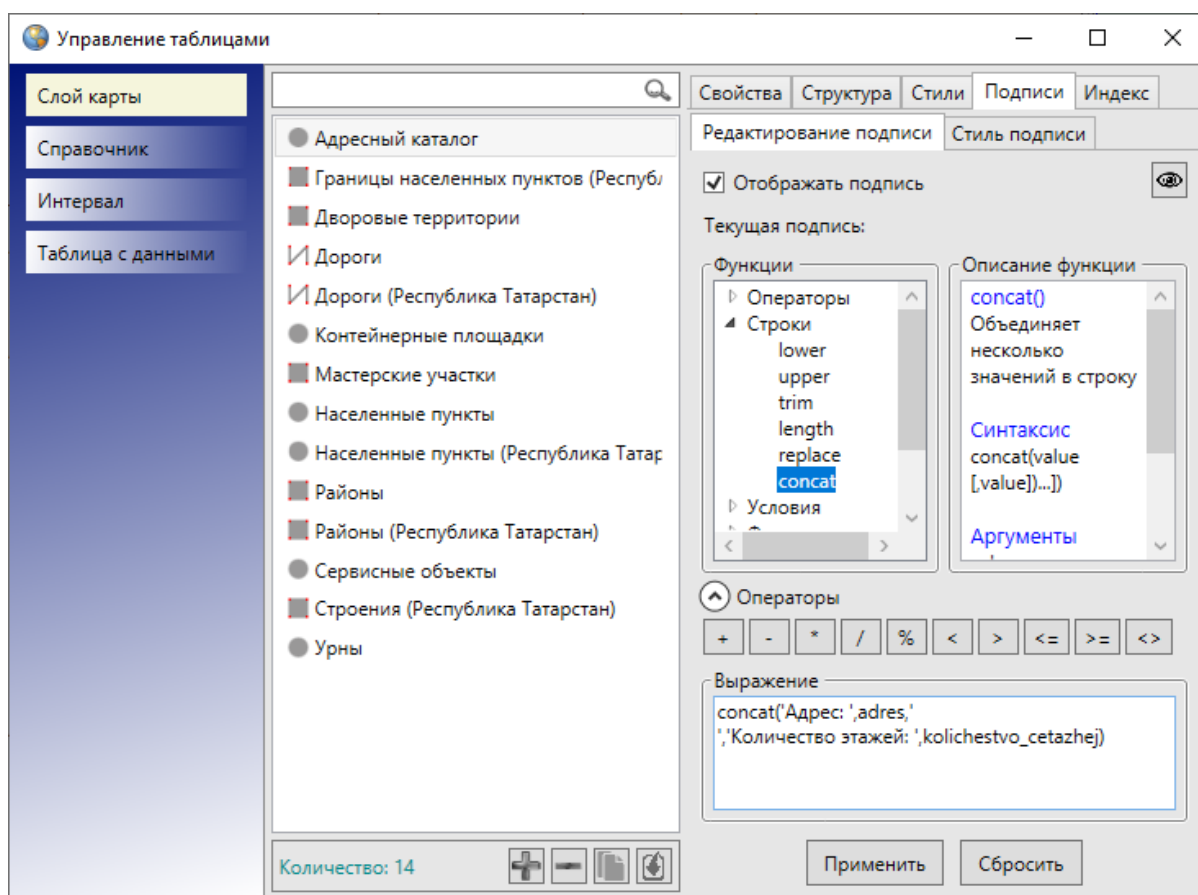 Управление таблицами
Слой карты
Справочник
Интервал
Таблица с данными
Адресный каталог
Границы населенных пунктов (Республ
Дворовые территории
Дороги
Дороги (Республика Татарстан)
Контейнерные площадки
Мастерские участки
Населенные пункты
Населенные пункты (Республика Татар
Районы
Районы (Республика Татарстан)
Сервисные объекты
Строения (Республика Татарстан)
Урны
Количество: 14
Свойства Структура Стили Подписи Индекс
Редактирование подписи Стиль подписи
Отображать подпись
Текущая подпись:
Функции
Операторы
Строки
lower
upper
trim
length
replace
concat
Условия
Описание функции
concat()
Объединяет
несколько
значений в строку
Синтаксис
concat(value
[,value])...])
Аргументы
Операторы
+ - * / % < > <= >= <>
Выражение
concat('Адрес: ',adres,'
','Количество этажей: ',kolichestvo_cetazhej)
Применить Сбросить